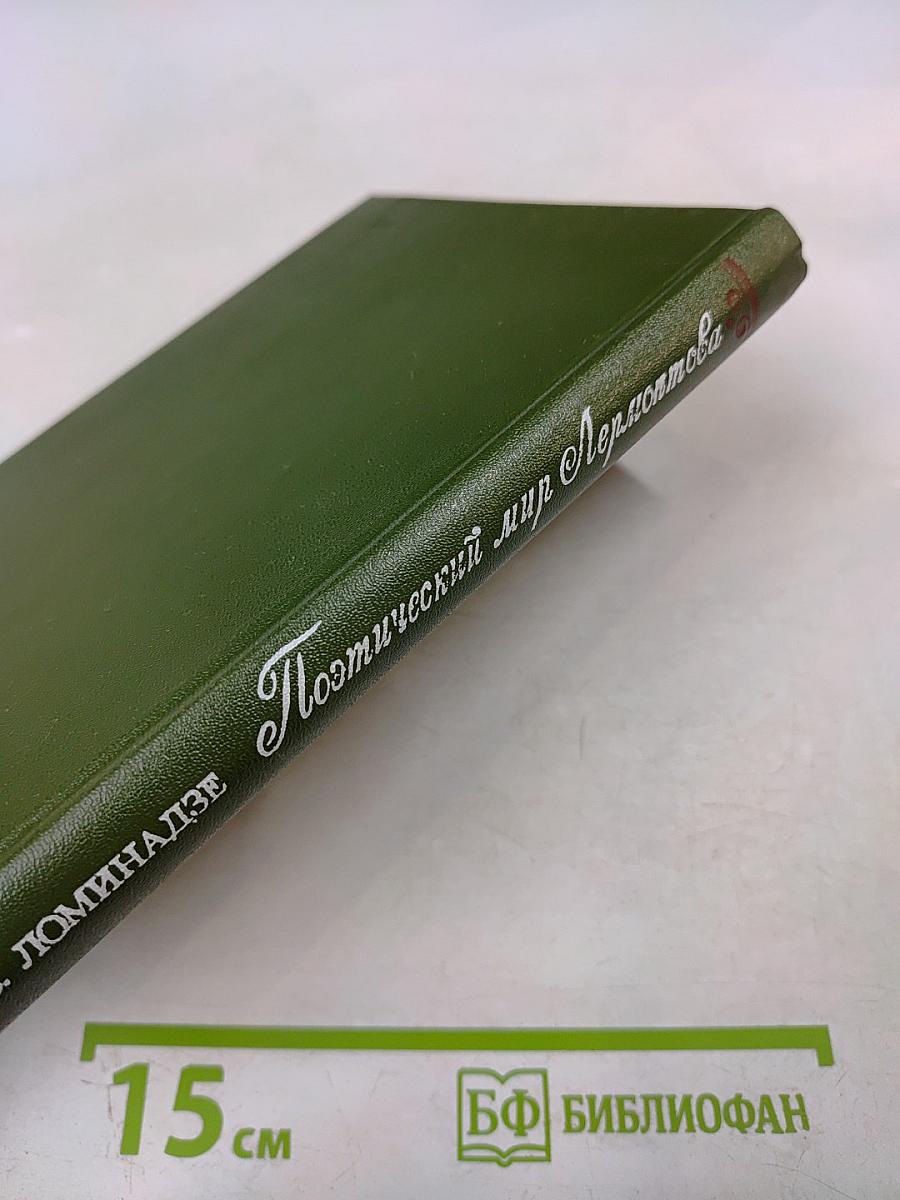 ЛОМИНАДЗЕ Поэтический мир Лермонтова
15 см
БФ БИБЛИОФАН